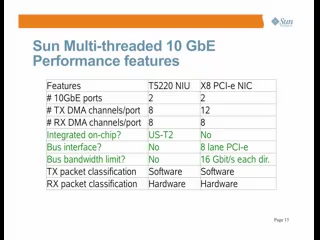 Sun
Sun Multi-threaded 10 GbE
Performance features
Features T5220 NIU X8 PCI-e NIC
# 10GbE ports 2 2
# TX DMA channels/port 8 12
# RX DMA channels/port 8 8
Integrated on-chip? US-T2 No
Bus interface? No 8 lane PCI-e
Bus bandwidth limit? No 16 Gbit/s each dir.
TX packet classification Software Software
RX packet classification Hardware Hardware